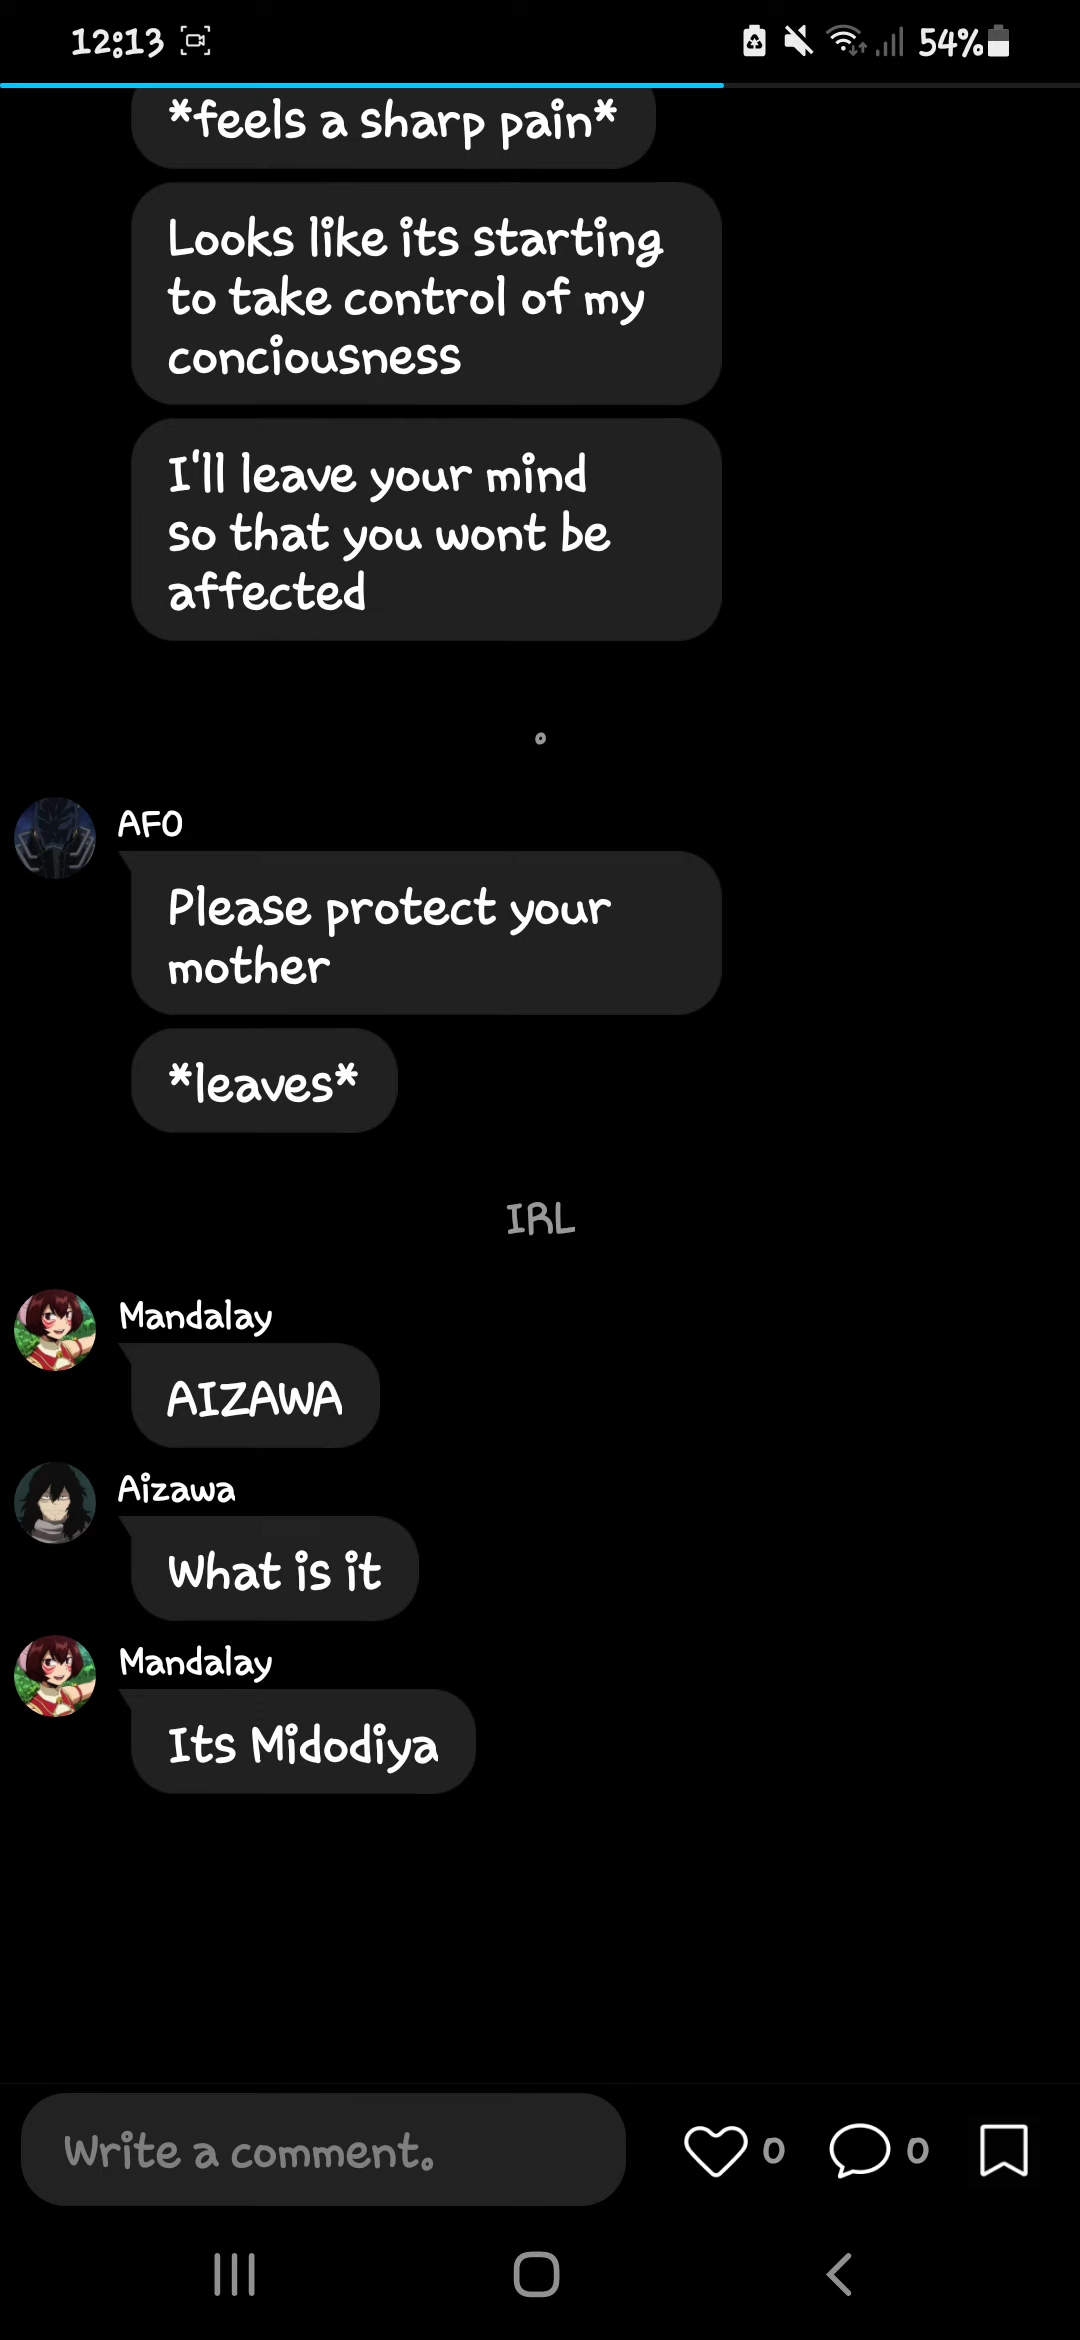 12:13
54%
*feels a sharp pain*
Looks like its starting
to take control of my
conciousness
I'll leave your mind
so that you wont be
affected
.
AFO
Please protect your
mother
*leaves*
IRL
Mandalay
AIZAWA
Aizawa
What is it
Mandalay
Its Midodiya
Write a comment.
0
0